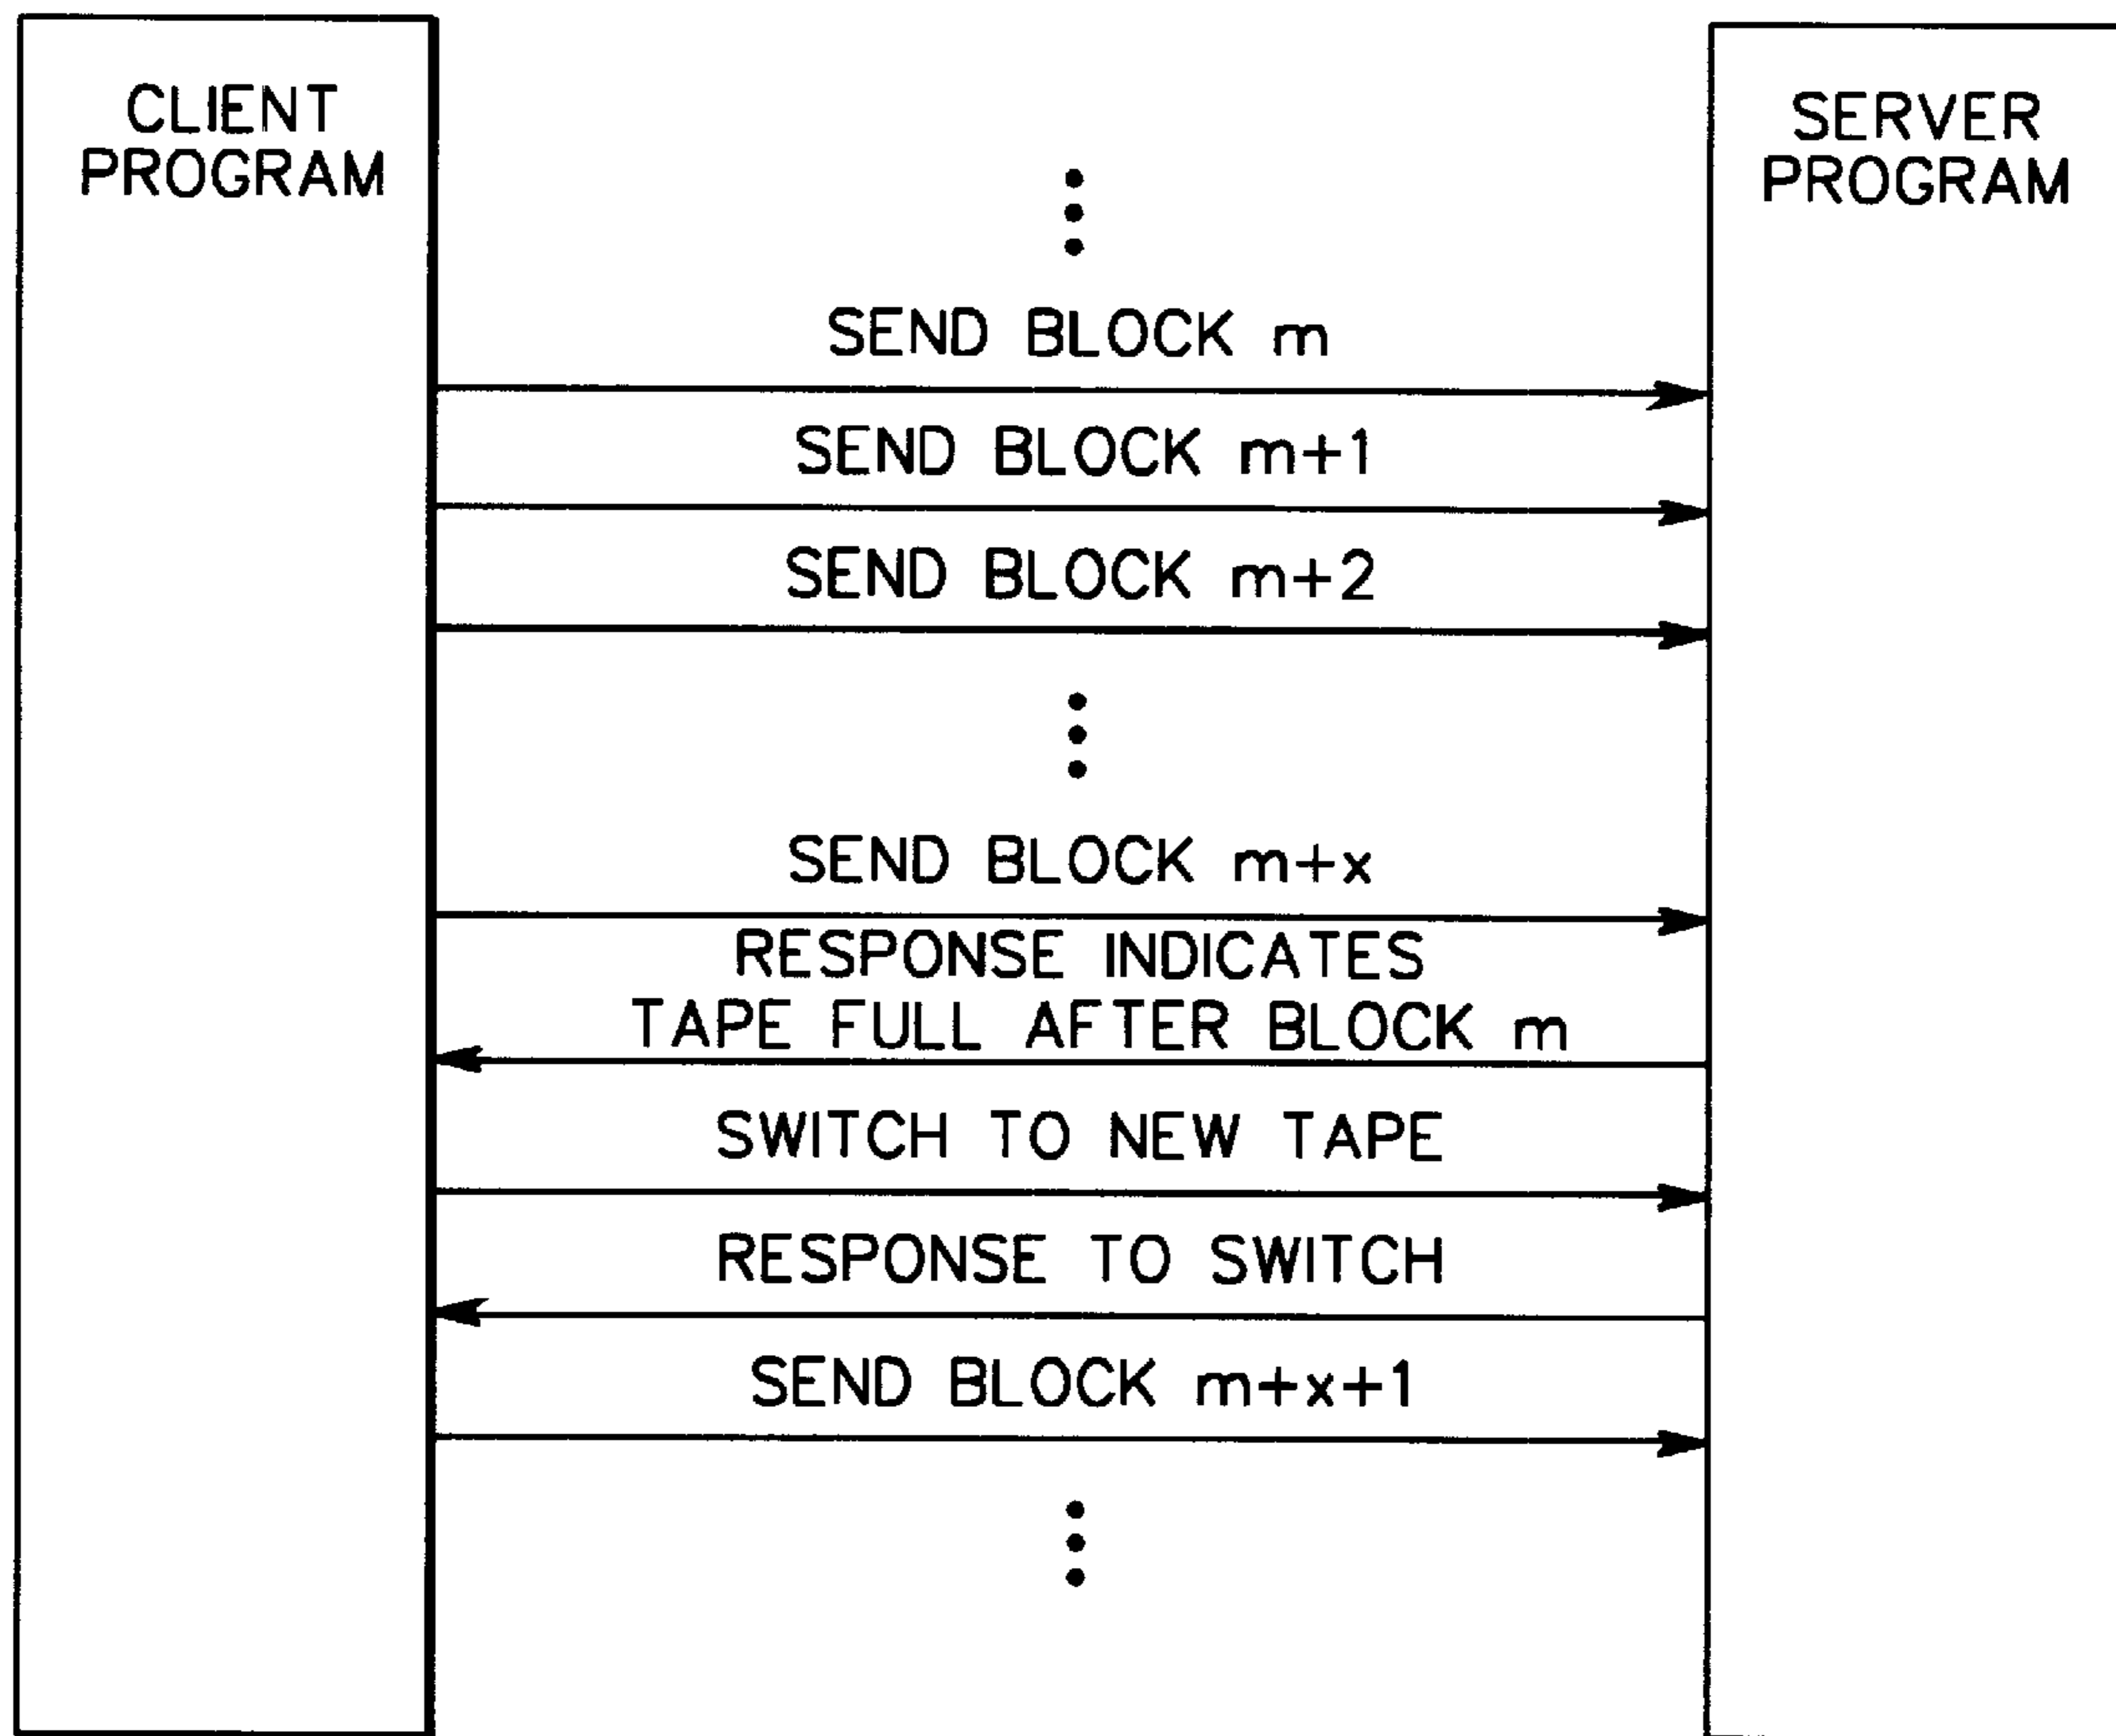 CLIENT
PROGRAM
SERVER
PROGRAM
SEND BLOCK m
SEND BLOCK m+1
SEND BLOCK m+2
SEND BLOCK m+x
RESPONSE INDICATES
TAPE FULL AFTER BLOCK m
SWITCH TO NEW TAPE
RESPONSE TO SWITCH
SEND BLOCK m+x+1